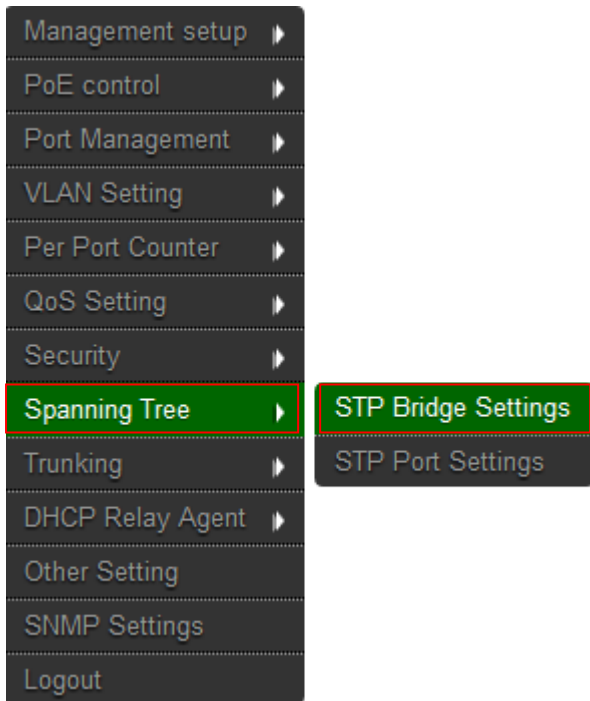 Management setup
PoE control
Port Management
VLAN Setting
Per Port Counter
QoS Setting
Security
Spanning Tree
STP Bridge Settings
Trunking
STP Port Settings
DHCP Relay Agent
Other Setting
SNMP Settings
Logout